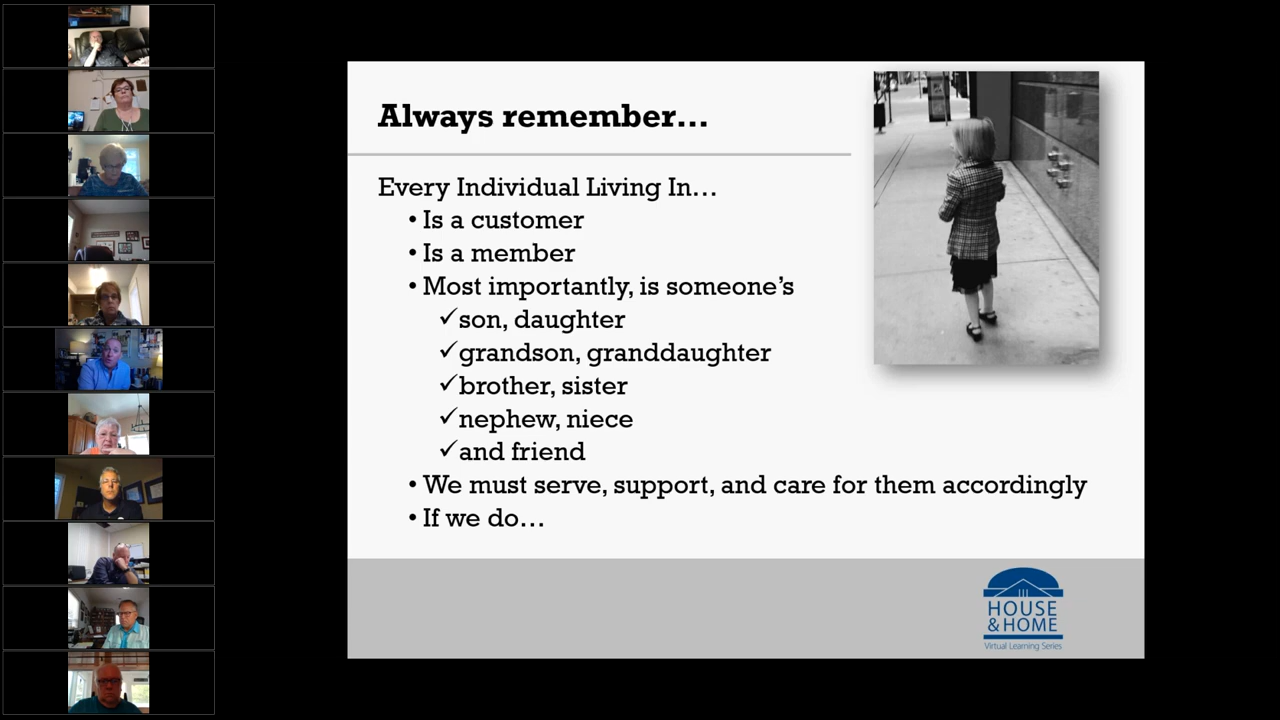 Always remember...
Every Individual Living In...
• Is a customer
• Is a member
• Most importantly, is someone's
✓son, daughter
✓grandson, granddaughter
✓brother, sister
✓nephew, niece
✓and friend
• We must serve, support, and care for them accordingly
• If we do...
HOUSE
& HOME
Virtual Learning Series